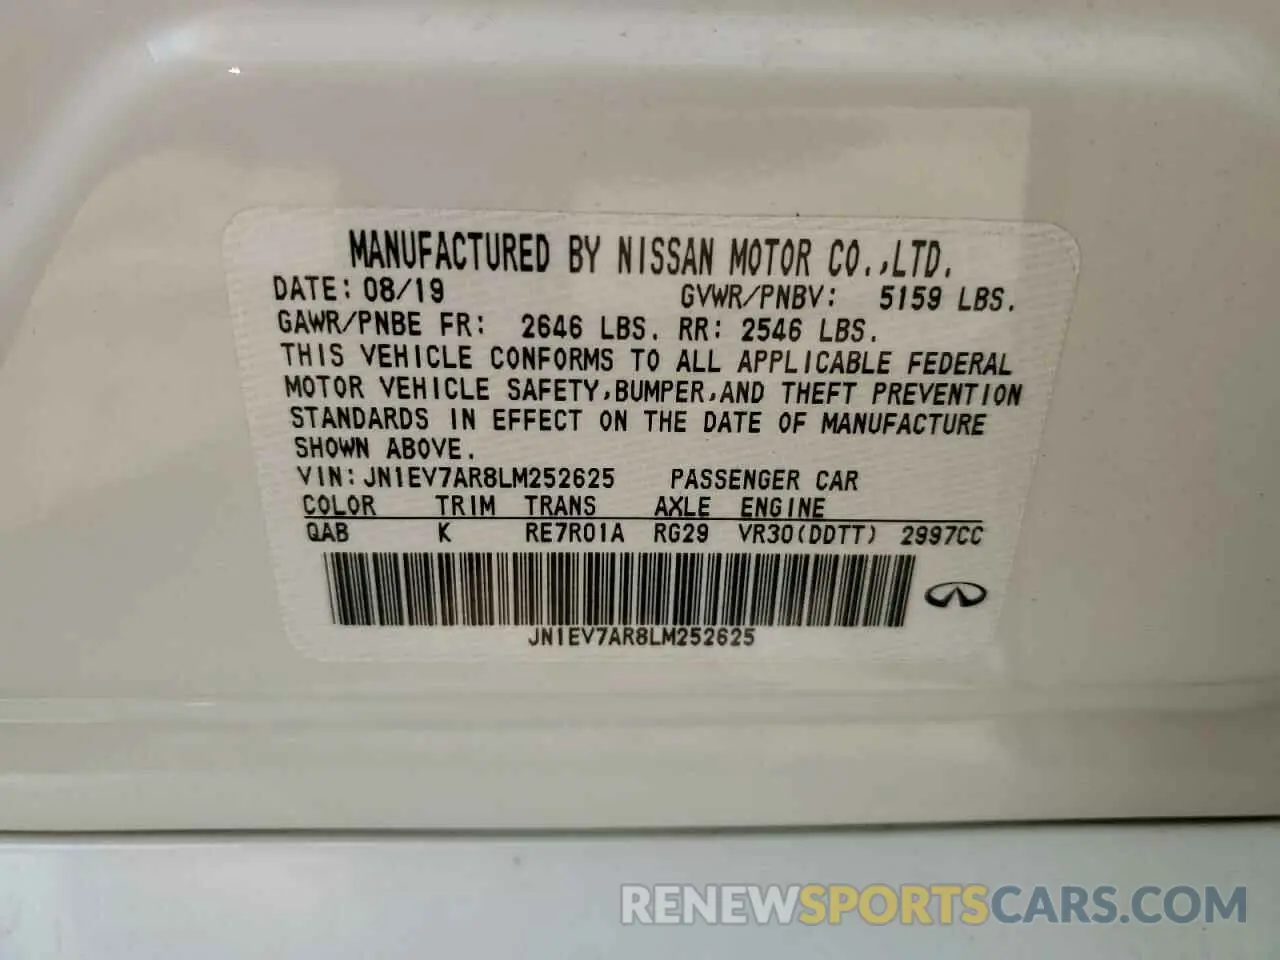 MANUFACTURED BY NISSAN MOTOR CO.,LTD.
DATE: 08/19 GVWR/PNBV: 5159 LBS.
GAWR/PNBE FR: 2646 LBS. RR: 2546 LBS.
THIS VEHICLE CONFORMS TO ALL APPLICABLE FEDERAL
MOTOR VEHICLE SAFETY,BUMPER,AND THEFT PREVENTION
STANDARDS IN EFFECT ON THE DATE OF MANUFACTURE
SHOWN ABOVE.
VIN: JN1EV7AR8LM252625 PASSENGER CAR
COLOR TRIM TRANS AXLE ENGINE
QAB K RE7R01A RG29 VR30(DDTT) 2997CC
JN1EV7AR8LM252625
RENEWSPORTSCARS.COM